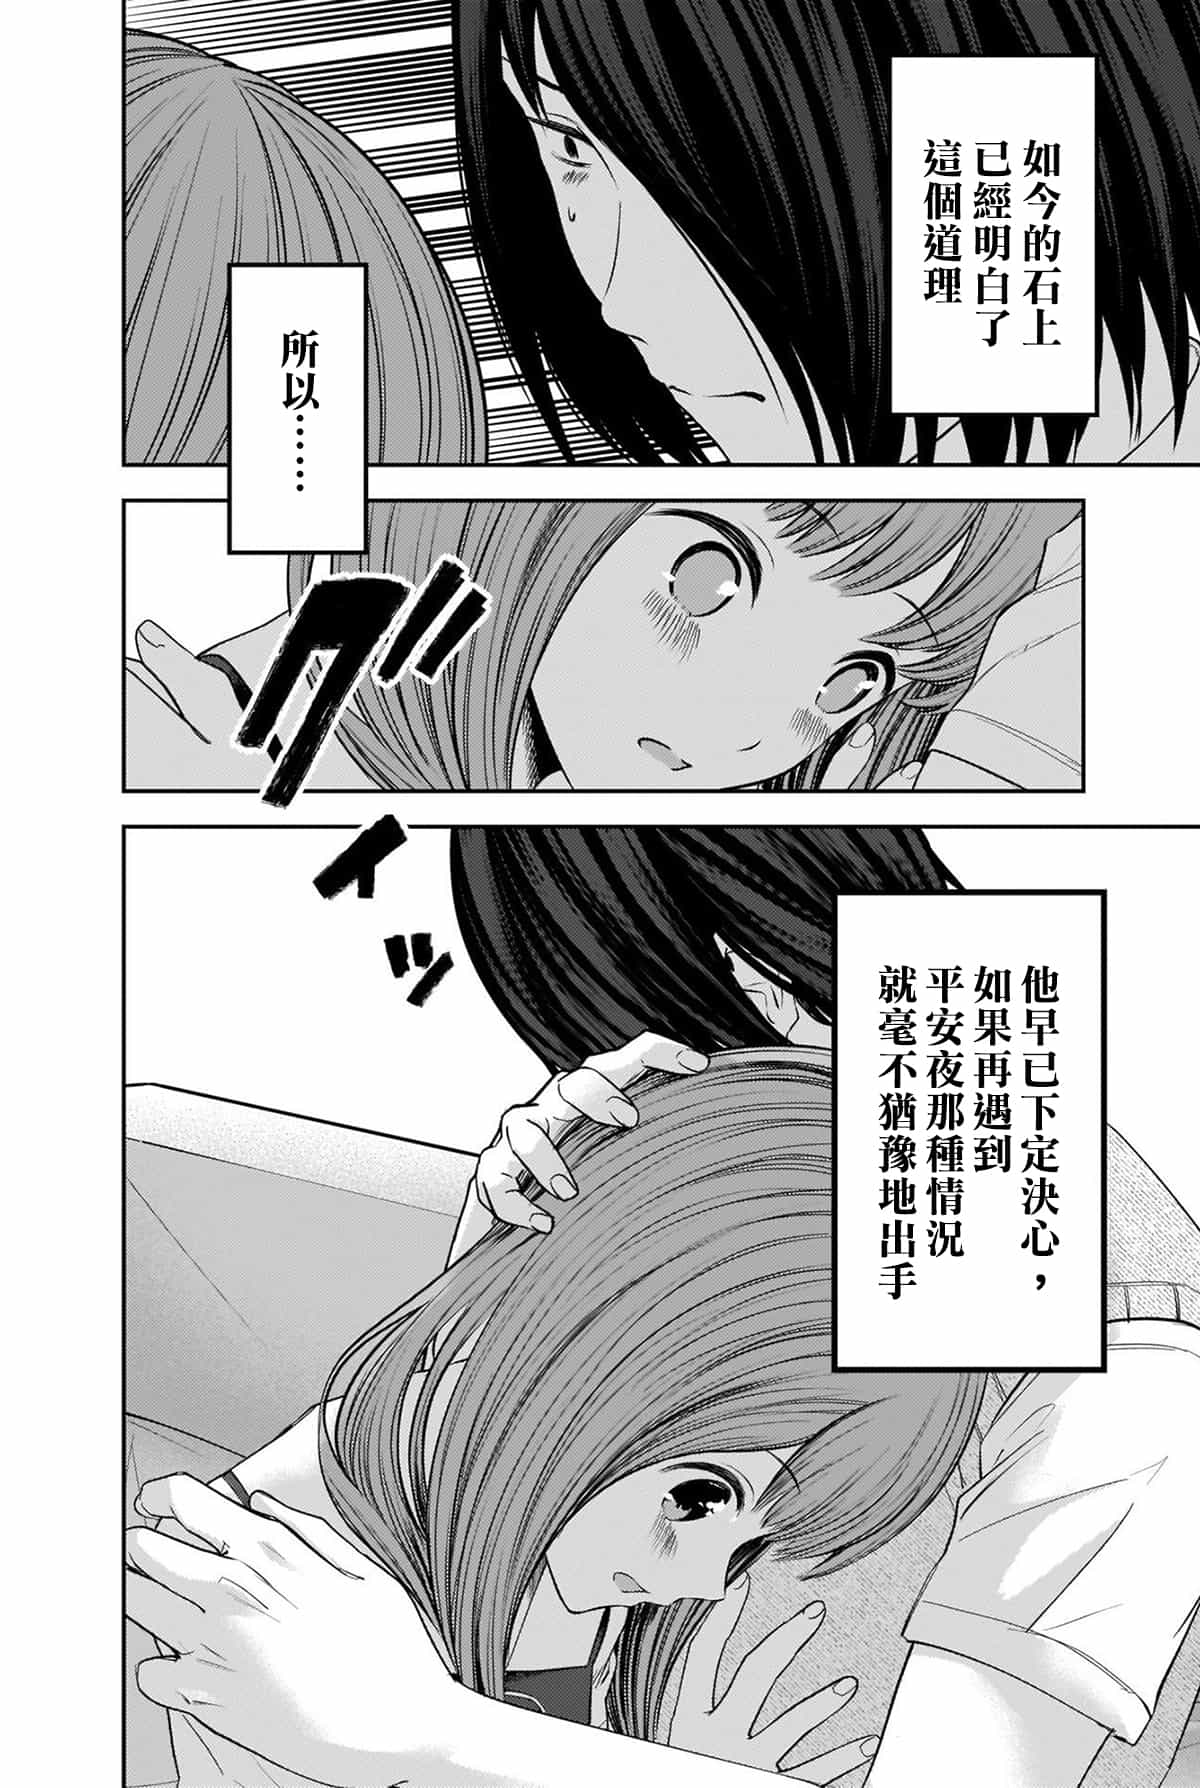 如今的石上
已經明白了
這個道理
所以……
グ
イ
ッ
他早已下定決心，
如果再遇到
平安夜那種情況
就毫不猶豫地出手